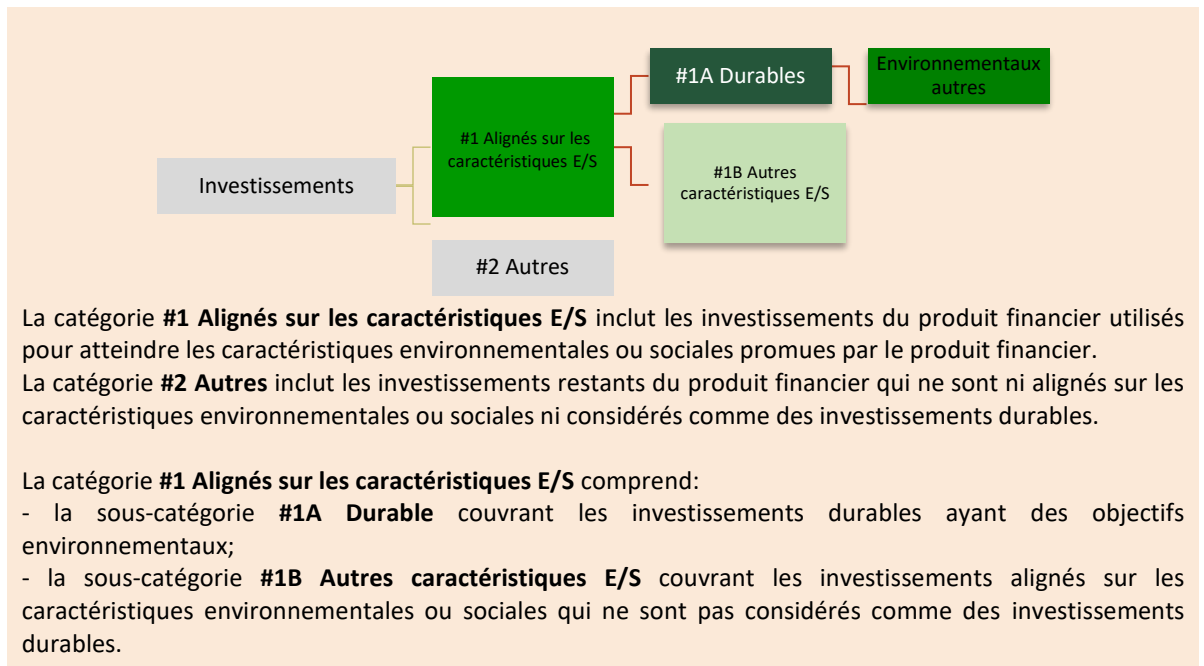 #1A Durables
Environnementaux
autres
#1 Alignés sur les
caractéristiques E/S
Investissements
#1B Autres
caractéristiques E/S
#2 Autres
La catégorie #1 Alignés sur les caractéristiques E/S inclut les investissements du produit financier utilisés
pour atteindre les caractéristiques environnementales ou sociales promues par le produit financier.
La catégorie #2 Autres inclut les investissements restants du produit financier qui ne sont ni alignés sur les
caractéristiques environnementales ou sociales ni considérés comme des investissements durables.
La catégorie #1 Alignés sur les caractéristiques E/S comprend:
- la sous-catégorie #1A Durable couvrant les investissements durables ayant des objectifs
environnementaux;
- la sous-catégorie #1B Autres caractéristiques E/S couvrant les investissements alignés sur les
caractéristiques environnementales ou sociales qui ne sont pas considérés comme des investissements
durables.